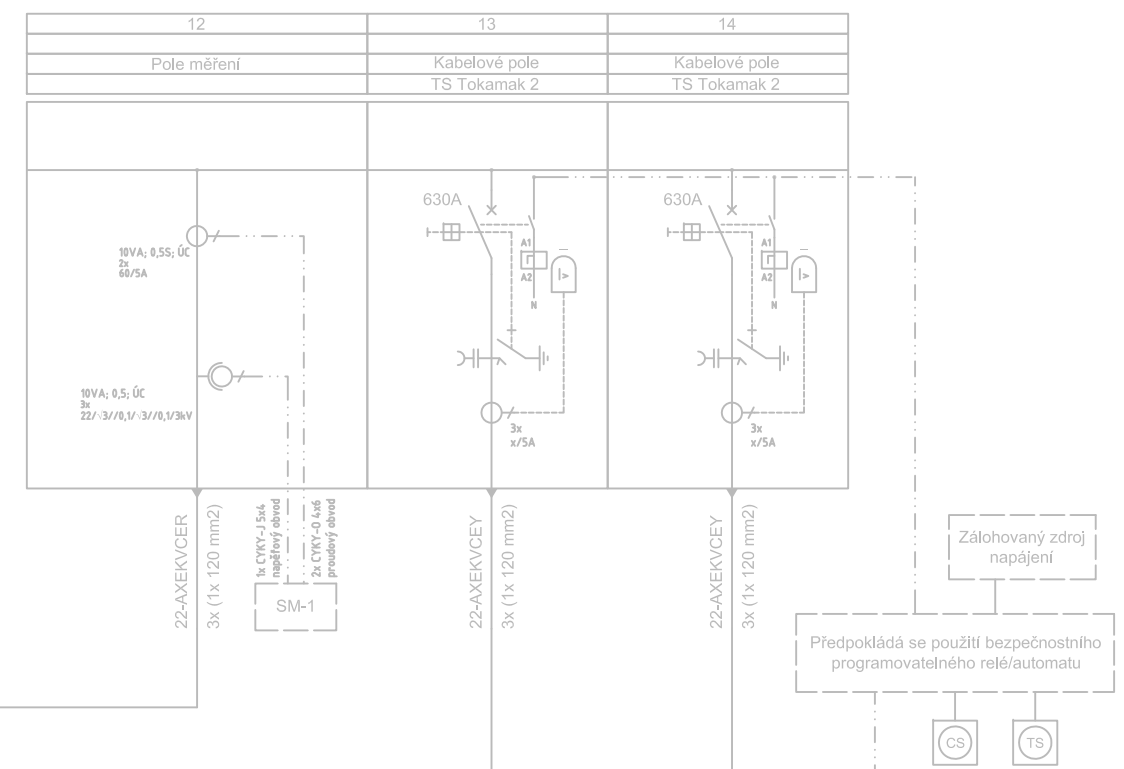 12
13
14
Pole měření
Kabelové pole
Kabelové pole
TS Tokamak 2
TS Tokamak 2
630A
630A
10VA; 0,5S; ÚC
2x
60/5A
A1
A2
N
I>
A1
A2
N
I>
10VA; 0,5; ÚC
3x
22/√3//0,1/√3//0,1/3kV
3x
x/5A
3x
x/5A
22-AXEKVCER
3x (1x 120 mm2)
1x CYKY-J 5x4
napěťový obvod
2x CYKY-O 4x6
proudový obvod
SM-1
22-AXEKVCEY
3x (1x 120 mm2)
22-AXEKVCEY
3x (1x 120 mm2)
Zálohovaný zdroj
napájení
Předpokládá se použití bezpečnostního
programovatelného relé/automatu
CS
TS